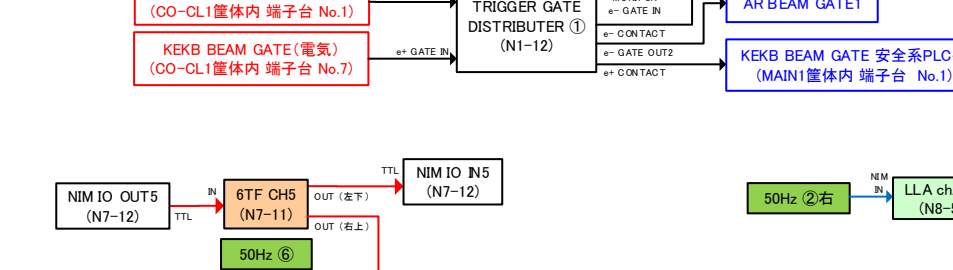 (CO-CL1筐体内 端子台 No.1)
TRIGGER GATE
DISTRIBUTER ①
(N1-12)
e- GATE IN
e- CONTACT
e- GATE OUT2
e+ CONTACT
AR BEAM GATE1
KEKB BEAM GATE(電気)
(CO-CL1筐体内 端子台 No.7)
e+ GATE IN
KEKB BEAM GATE 安全系PLC
(MAIN1筐体内 端子台 No.1)
NIM IO OUT5
(N7-12)
TTL
IN
6TF CH5
(N7-11)
OUT (左下)
OUT (右上)
TTL
NIM IO IN5
(N7-12)
50Hz ⑥
50Hz ②右
NIM
IN
LLA ch
(N8-5